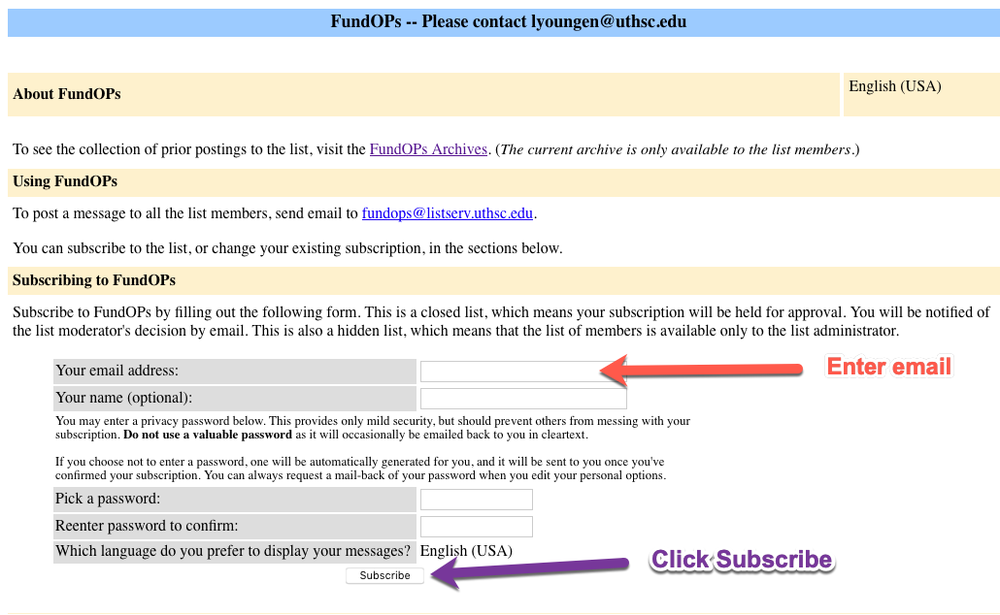 FundOPs -- Please contact lyoungen@uthsc.edu
About FundOPs
English (USA)
To see the collection of prior postings to the list, visit the FundOPs Archives. (The current archive is only available to the list members.)
Using FundOPs
To post a message to all the list members, send email to fundops@listserv.uthsc.edu.
You can subscribe to the list, or change your existing subscription, in the sections below.
Subscribing to FundOPs
Subscribe to FundOPs by filling out the following form. This is a closed list, which means your subscription will be held for approval. You will be notified of
the list moderator's decision by email. This is also a hidden list, which means that the list of members is available only to the list administrator.
Your email address:
Enter email
Your name (optional):
You may enter a privacy password below. This provides only mild security, but should prevent others from messing with your
subscription. Do not use a valuable password as it will occasionally be emailed back to you in cleartext.
If you choose not to enter a password, one will be automatically generated for you, and it will be sent to you once you've
confirmed your subscription. You can always request a mail-back of your password when you edit your personal options.
Pick a password:
Reenter password to confirm:
Which language do you prefer to display your messages? English (USA)
Click Subscribe
Subscribe